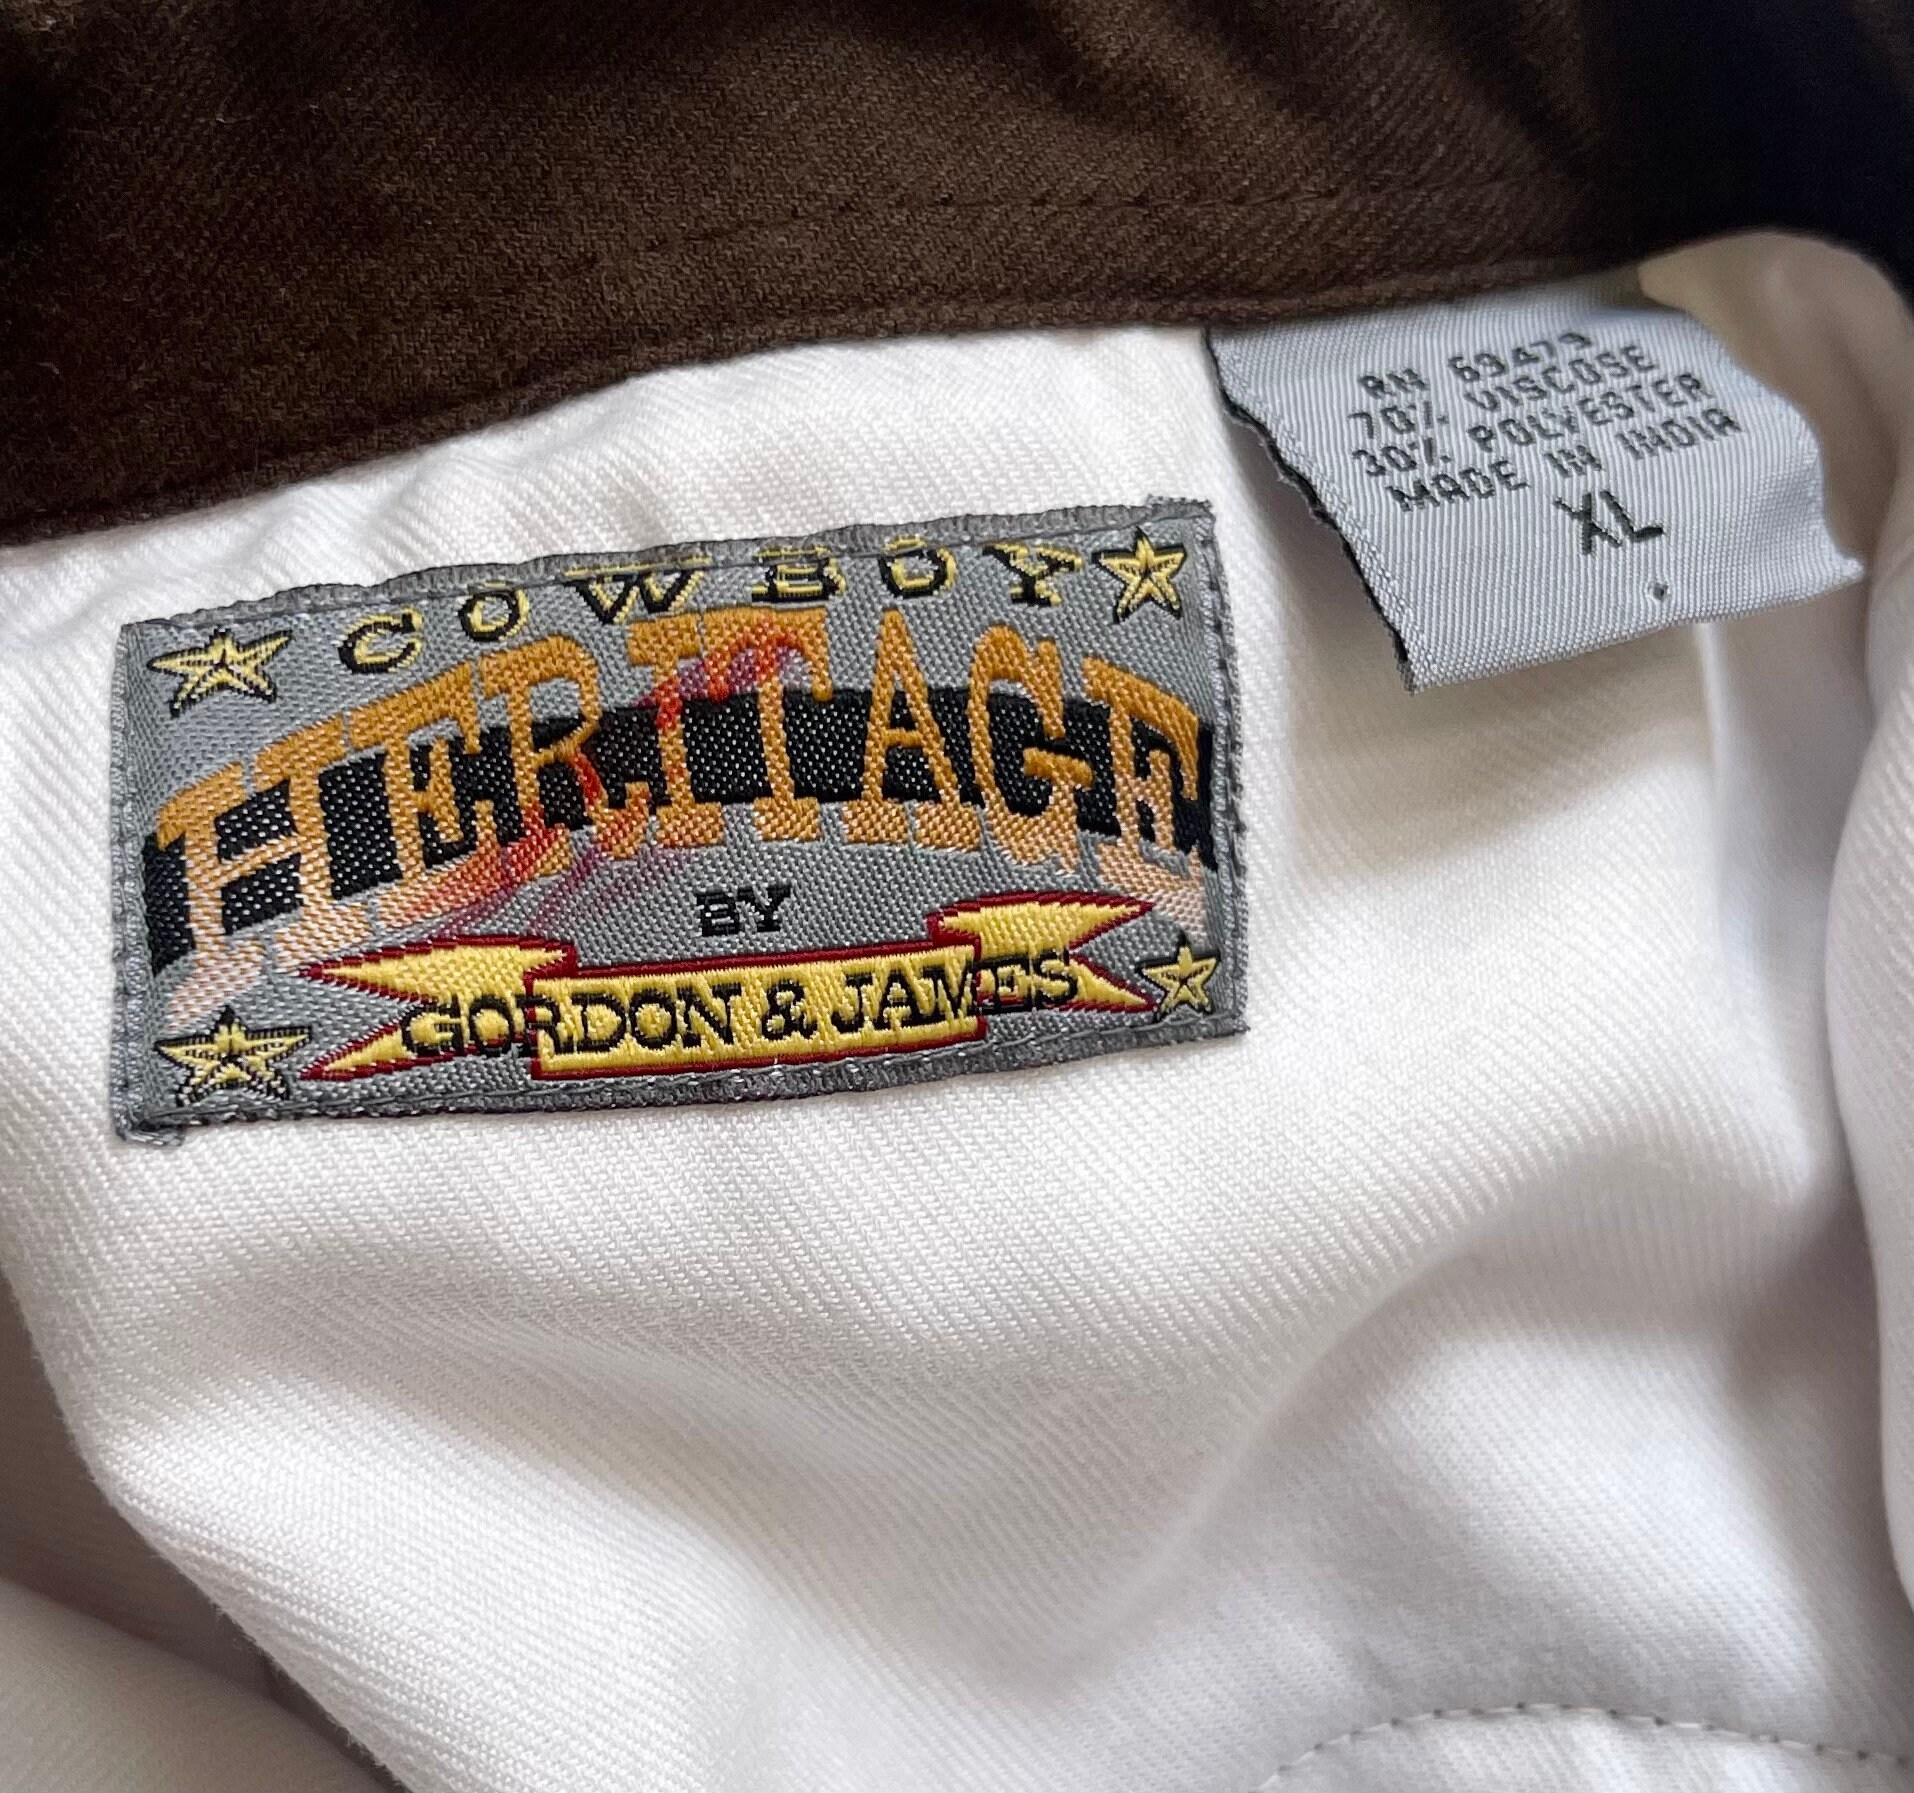 COWBOY
HERITAGE
BY
GORDON & JAMES
RN 69479
70% VISCOSE
30% POLYESTER
MADE IN INDIA
XL